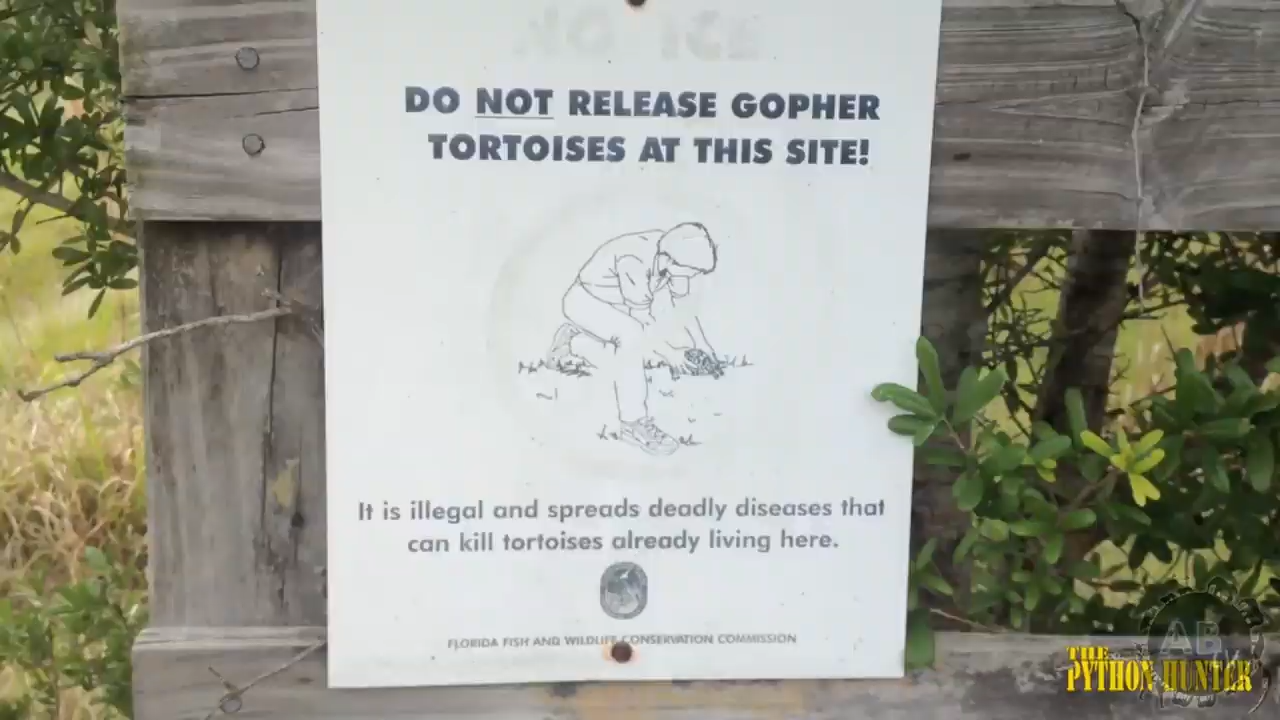 DO NOT RELEASE GOPHER
TORTOISES AT THIS SITE!
It is illegal and spreads deadly diseases that
can kill tortoises already living here.
FLORIDA FISH AND WILDLIFE CONSERVATION COMMISSION
AB
THE
PYTHON HUNTER